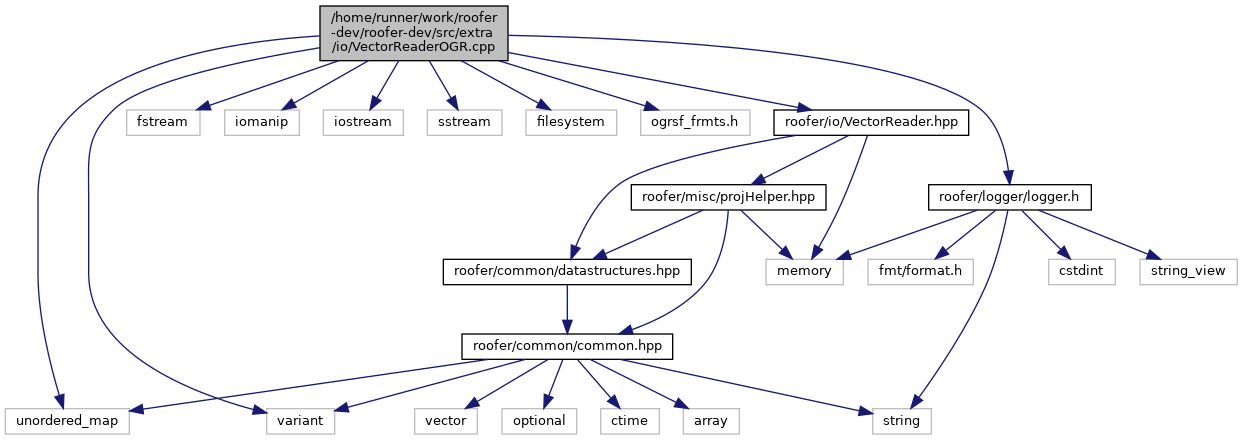 /home/runner/work/roofer
-dev/roofer-dev/src/extra
/io/VectorReaderOGR.cpp
fstream
iomanip
iostream
sstream
filesystem
ogrsf_frmts.h
roofer/io/VectorReader.hpp
roofer/misc/projHelper.hpp
roofer/logger/logger.h
roofer/common/datastructures.hpp
memory
fmt/format.h
cstdint
string_view
roofer/common/common.hpp
unordered_map
variant
vector
optional
ctime
array
string